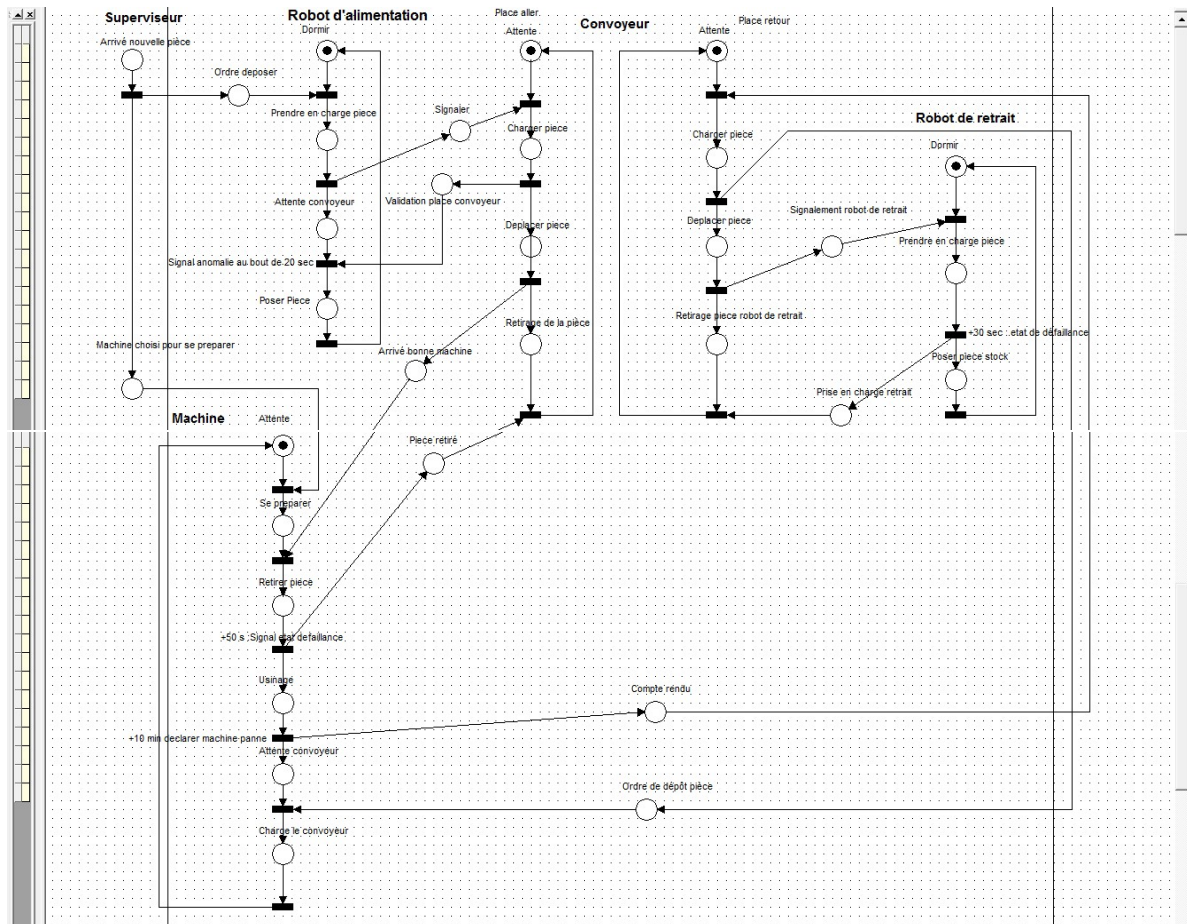 Superviseur
Arrivé nouvelle pièce
Ordre deposer
Machine choisi pour se preparer
Robot d'alimentation
Dormir
Prendre en charge piece
Attente convoyeur
Signal anomalie au bout de 20 sec
Poser Piece
Signaler
Validation place convoyeur
Convoyeur
Place aller
Attente
Charger piece
Deplacer piece
Retirage de la pièce
Arrivé bonne machine
Place retour
Attente
Charger piece
Deplacer piece
Retirage piece robot de retrait
Signalement robot de retrait
Robot de retrait
Dormir
Prendre en charge piece
+30 sec : etat de défaillance
Poser piece stock
Prise en charge retrait
Machine
Attente
Piece retiré
Se preparer
Retirer piece
+50 s :Signal etat defaillance
Usinage
Compte rendu
+10 min declarer machine panne
Attente convoyeur
Ordre de dépôt pièce
Charge le convoyeur